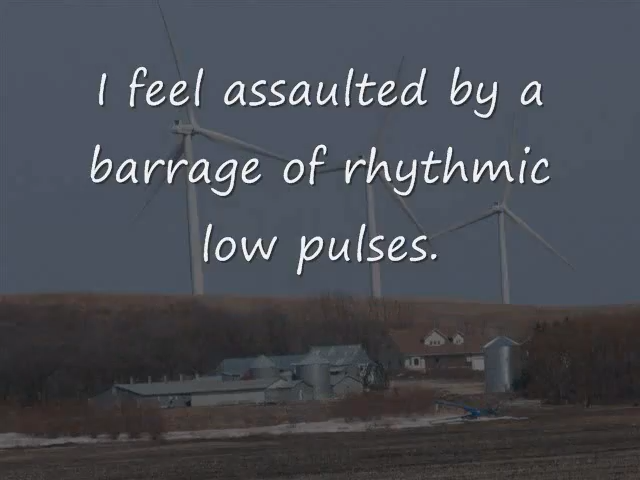 I feel assaulted by a
barrage of rhythmic
low pulses.